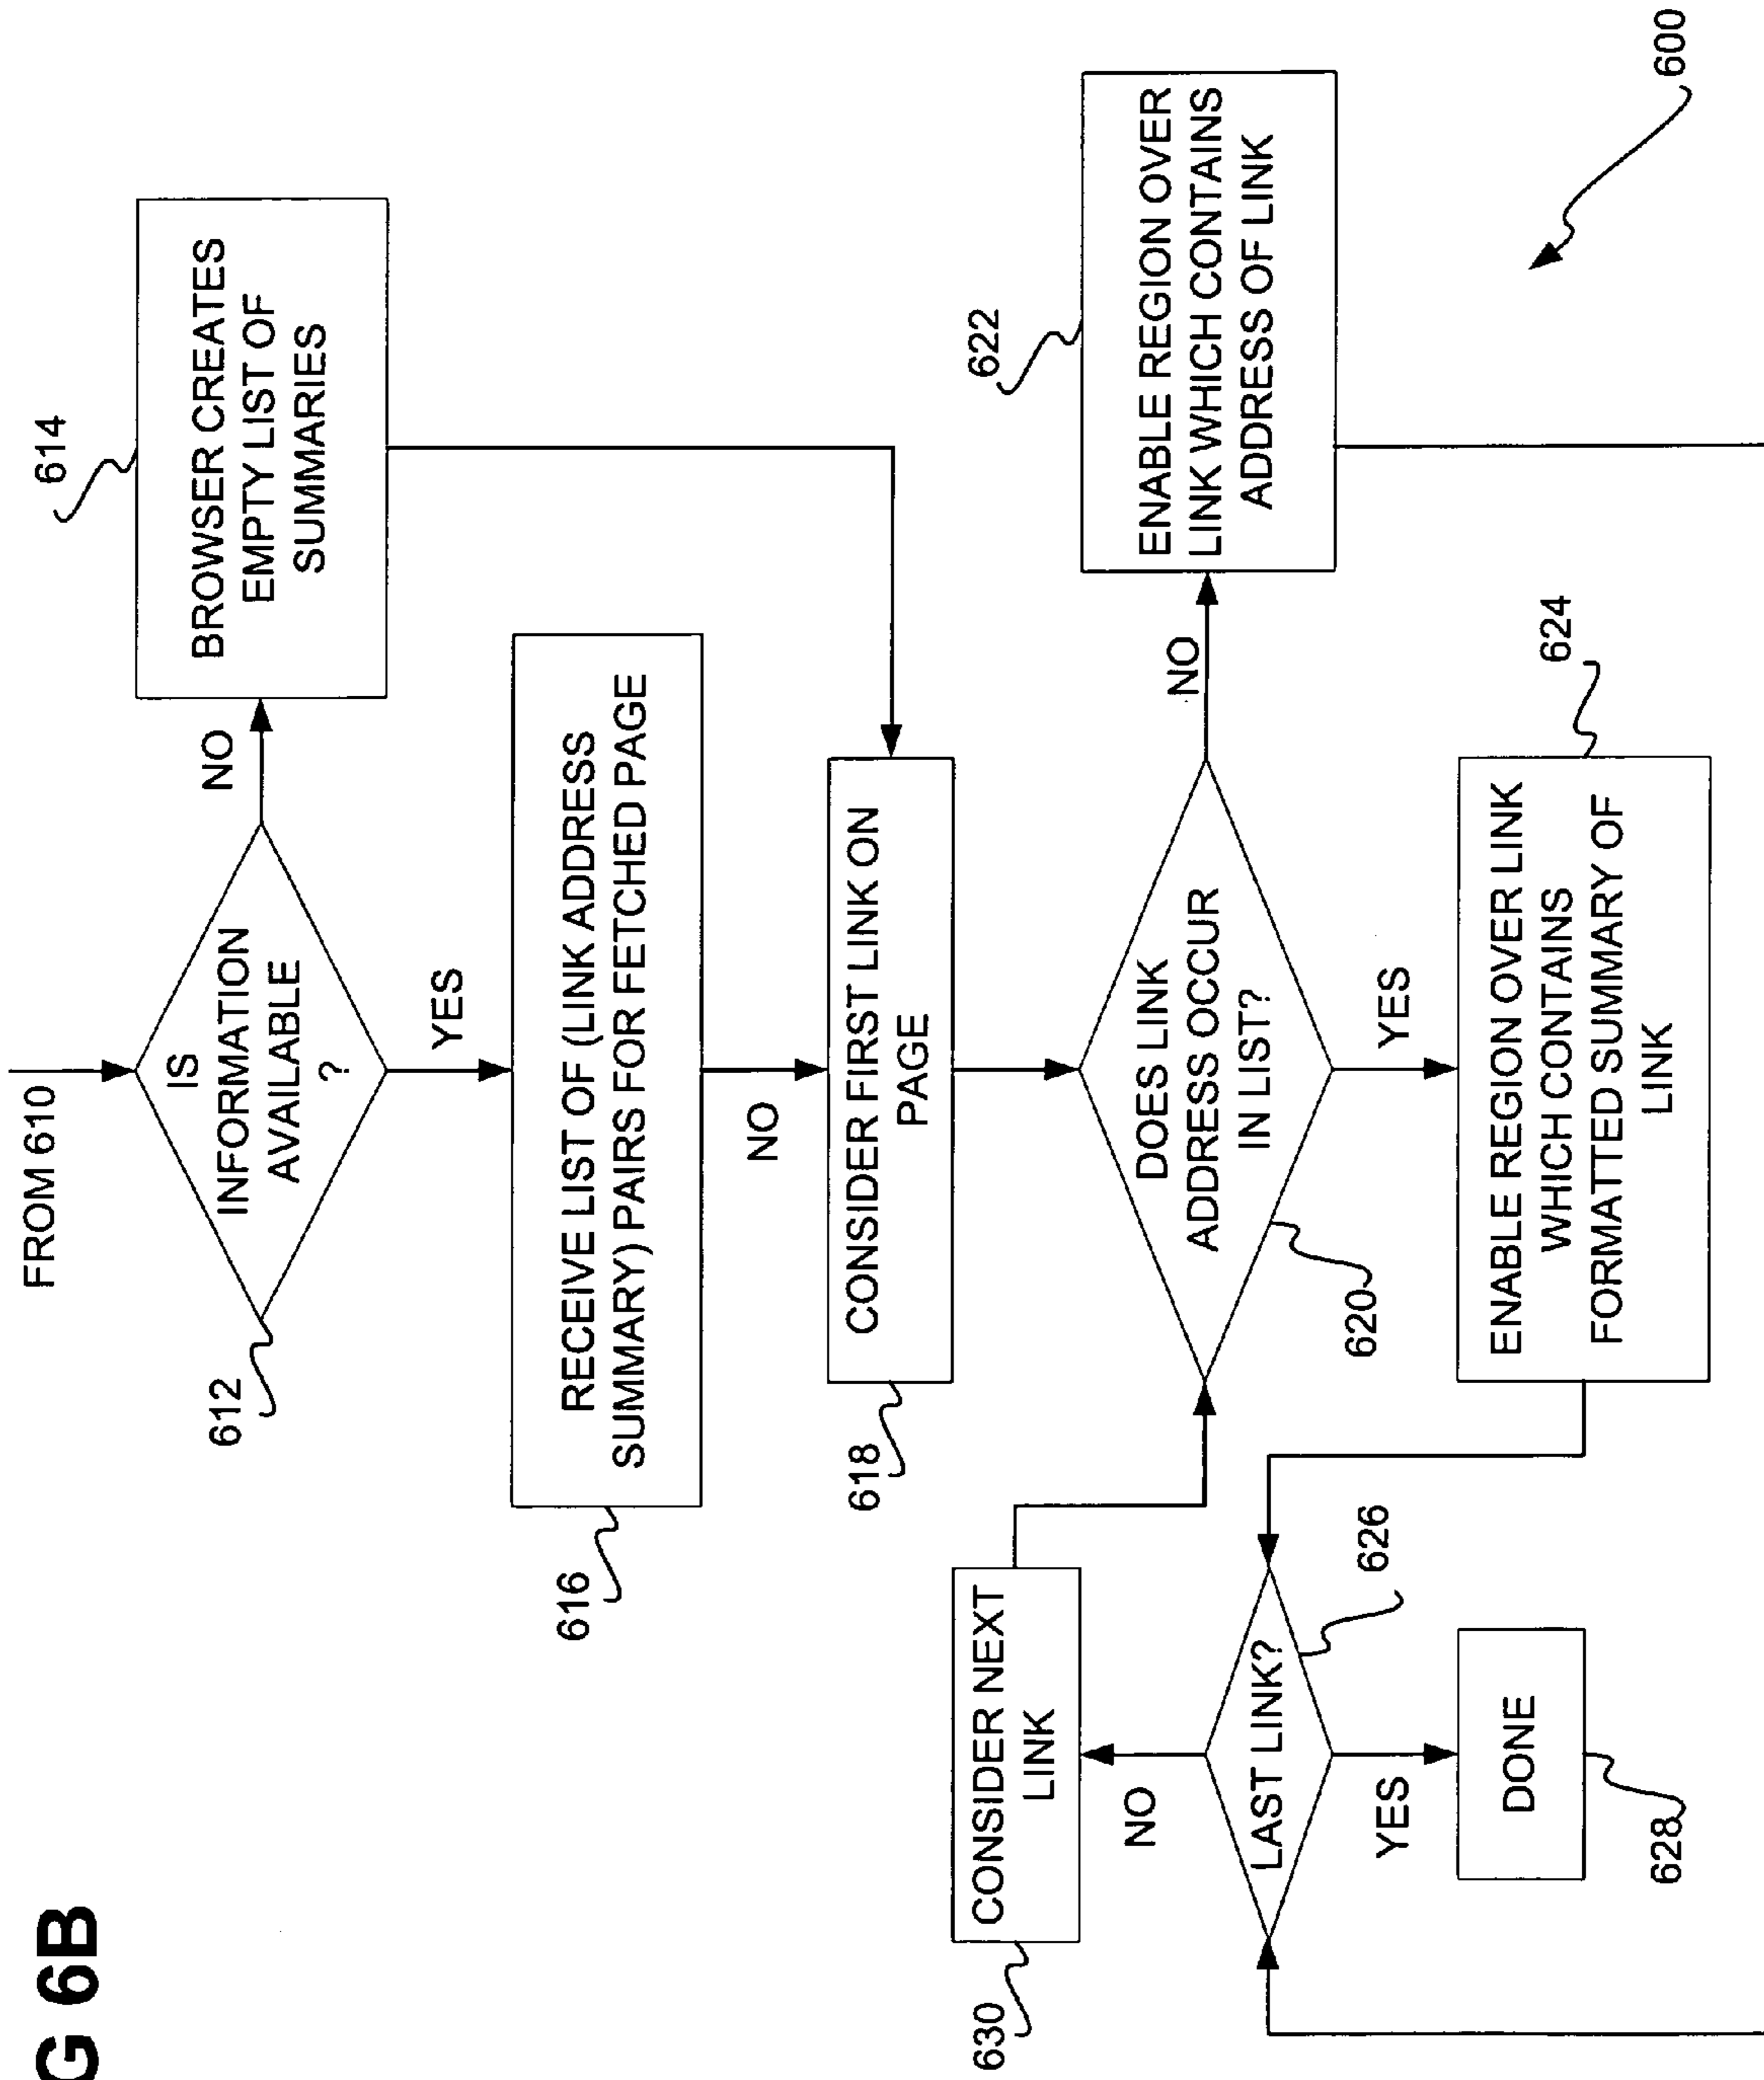 G 6B
FROM 610
IS
INFORMATION
AVAILABLE
?
612
NO
614
BROWSER CREATES
EMPTY LIST OF
SUMMARIES
YES
RECEIVE LIST OF (LINK ADDRESS
SUMMARY) PAIRS FOR FETCHED PAGE
616
NO
CONSIDER FIRST LINK ON
PAGE
618
DOES LINK
ADDRESS OCCUR
IN LIST?
620
NO
622
ENABLE REGION OVER
LINK WHICH CONTAINS
ADDRESS OF LINK
YES
624
ENABLE REGION OVER LINK
WHICH CONTAINS
FORMATTED SUMMARY OF
LINK
CONSIDER NEXT
LINK
630
NO
LAST LINK?
626
YES
DONE
628
600